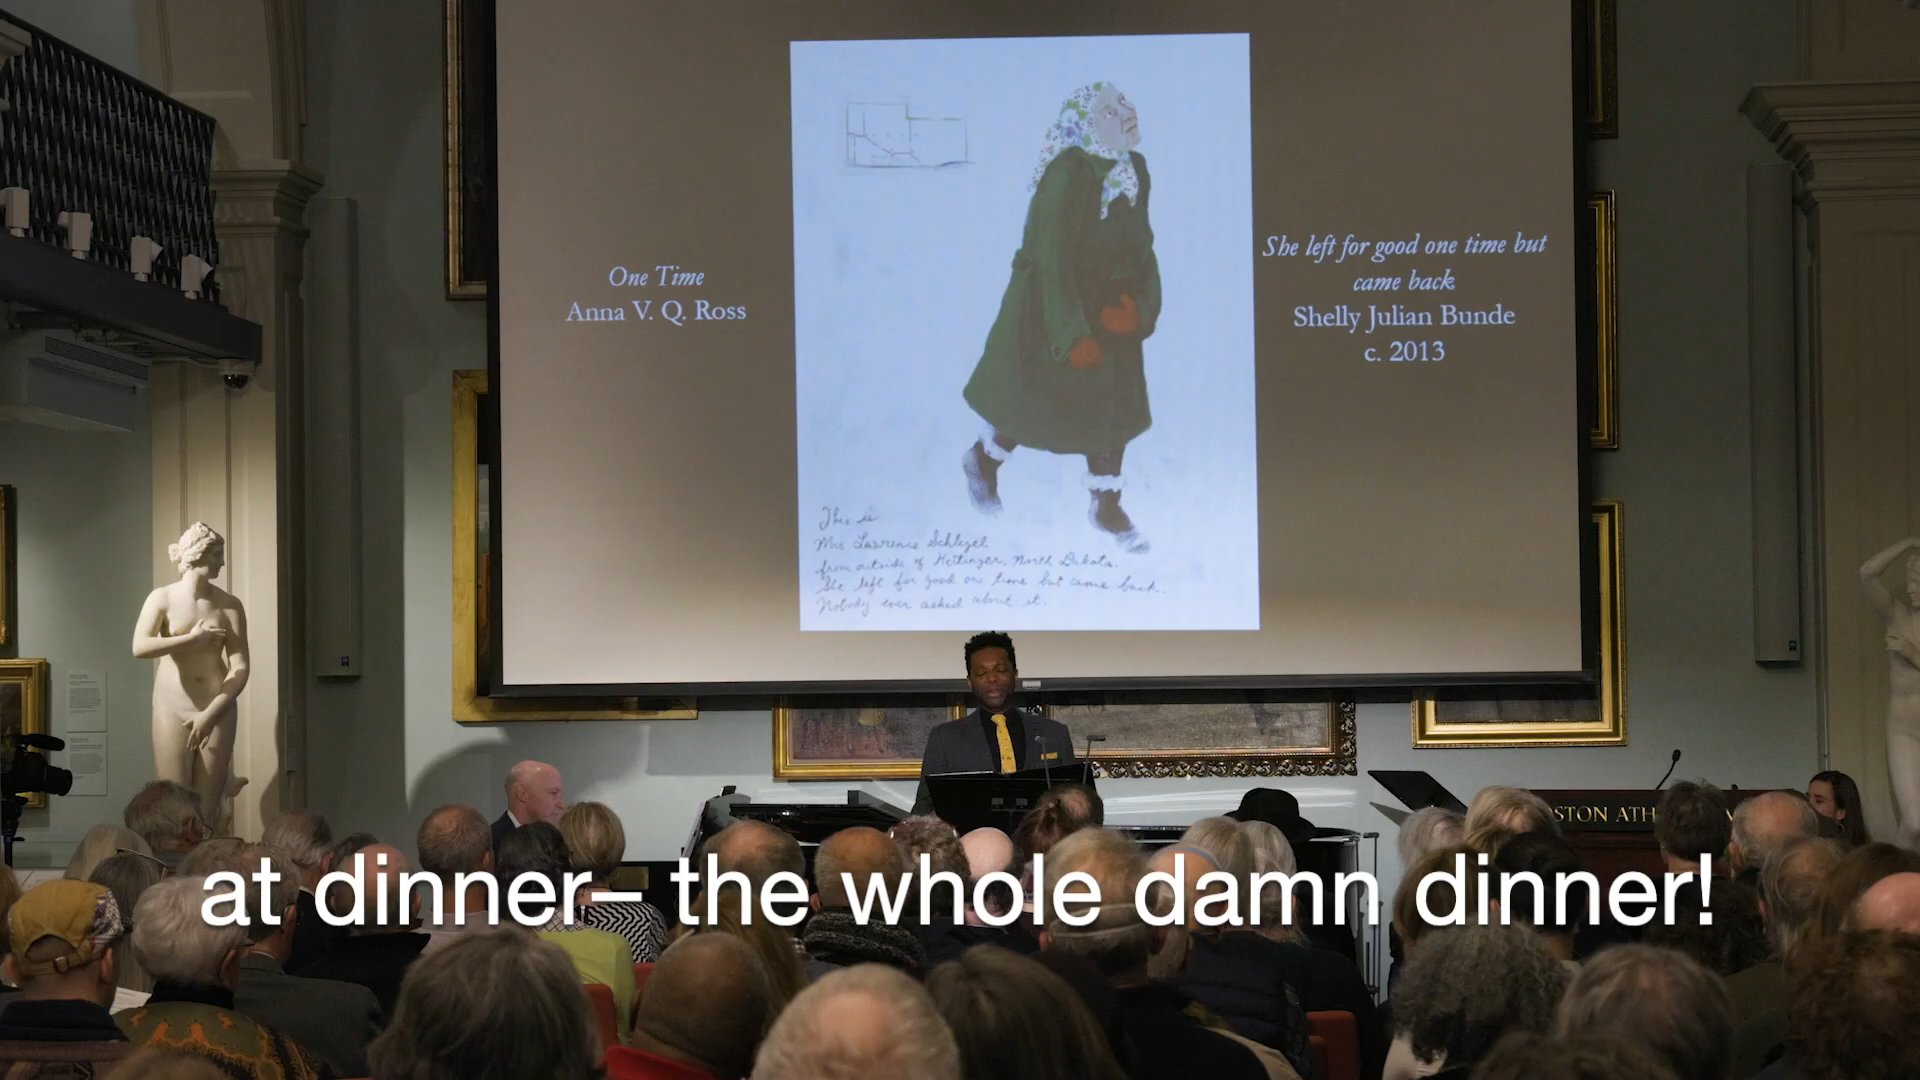 One Time
Anna V. Q. Ross
She left for good one time but
came back
Shelly Julian Bunde
c. 2013
This is
Mrs Lawrence Schlegel
from outside of Hettinger, North Dakota.
She left for good one time but came back.
Nobody ever asked about it.
STON ATH
at dinner– the whole damn dinner!